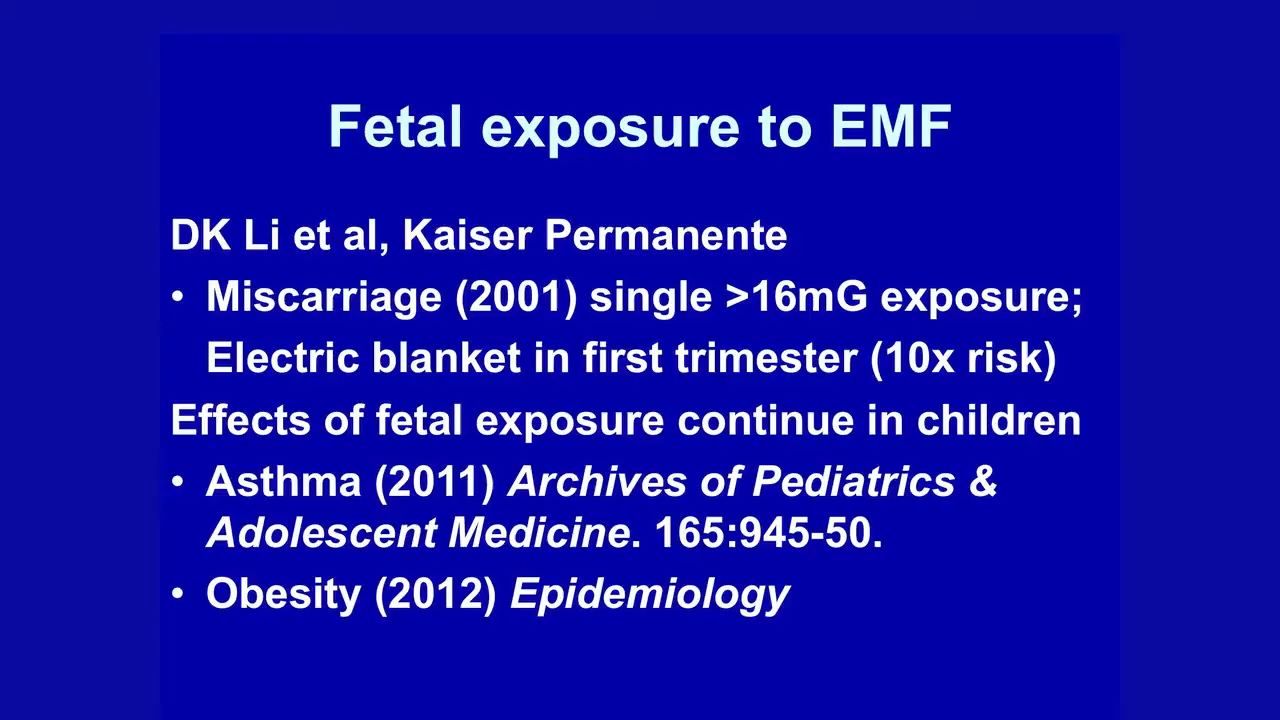 Fetal exposure to EMF
DK Li et al, Kaiser Permanente
• Miscarriage (2001) single >16mG exposure;
Electric blanket in first trimester (10x risk)
Effects of fetal exposure continue in children
• Asthma (2011) Archives of Pediatrics &
Adolescent Medicine. 165:945-50.
• Obesity (2012) Epidemiology